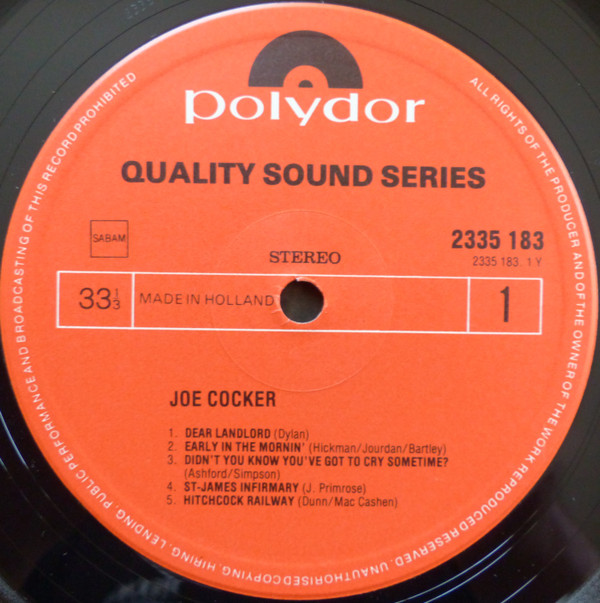 polydor
QUALITY SOUND SERIES
SABAM
STEREO
2335 183
2335 183. 1 Y
33⅓
MADE IN HOLLAND
1
JOE COCKER
1. DEAR LANDLORD (Dylan)
2. EARLY IN THE MORNIN' (Hickman/Jourdan/Bartley)
3. DIDN'T YOU KNOW YOU'VE GOT TO CRY SOMETIME?
(Ashford/Simpson)
4. ST-JAMES INFIRMARY (J. Primrose)
5. HITCHCOCK RAILWAY (Dunn/Mac Cashen)
ALL RIGHTS OF THE PRODUCER AND OF THE OWNER OF THE WORK REPRODUCED RESERVED. UNAUTHORISED COPYING, HIRING, LENDING, PUBLIC PERFORMANCE AND BROADCASTING OF THIS RECORD PROHIBITED